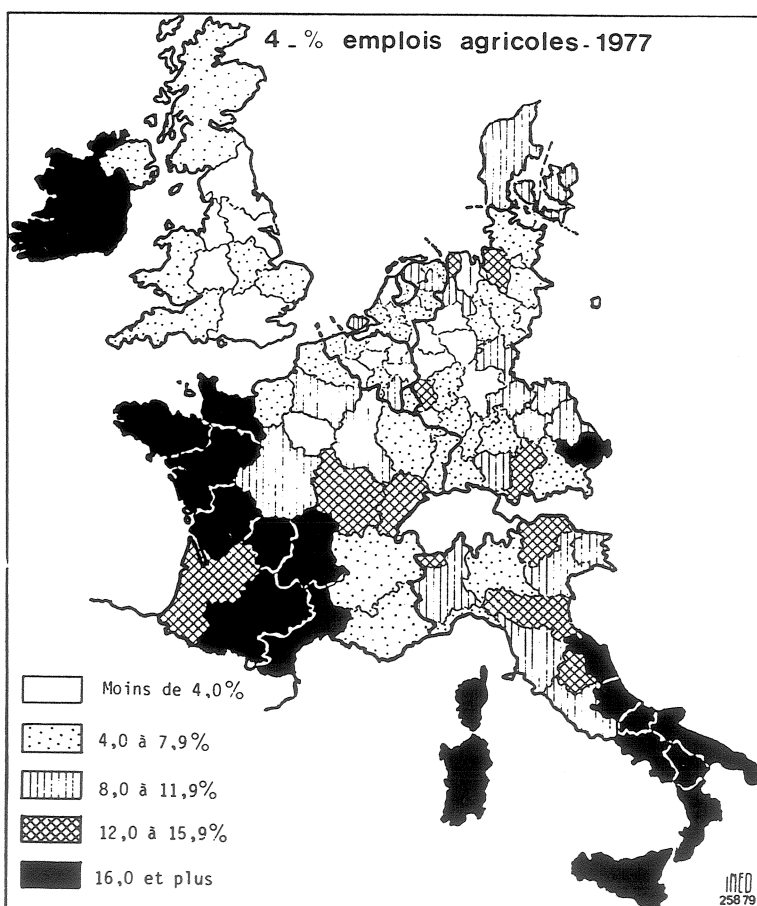 4_% emplois agricoles-1977
Moins de 4,0%
4,0 à 7,9%
8,0 à 11,9%
12,0 à 15,9%
16,0 et plus
INED
25879